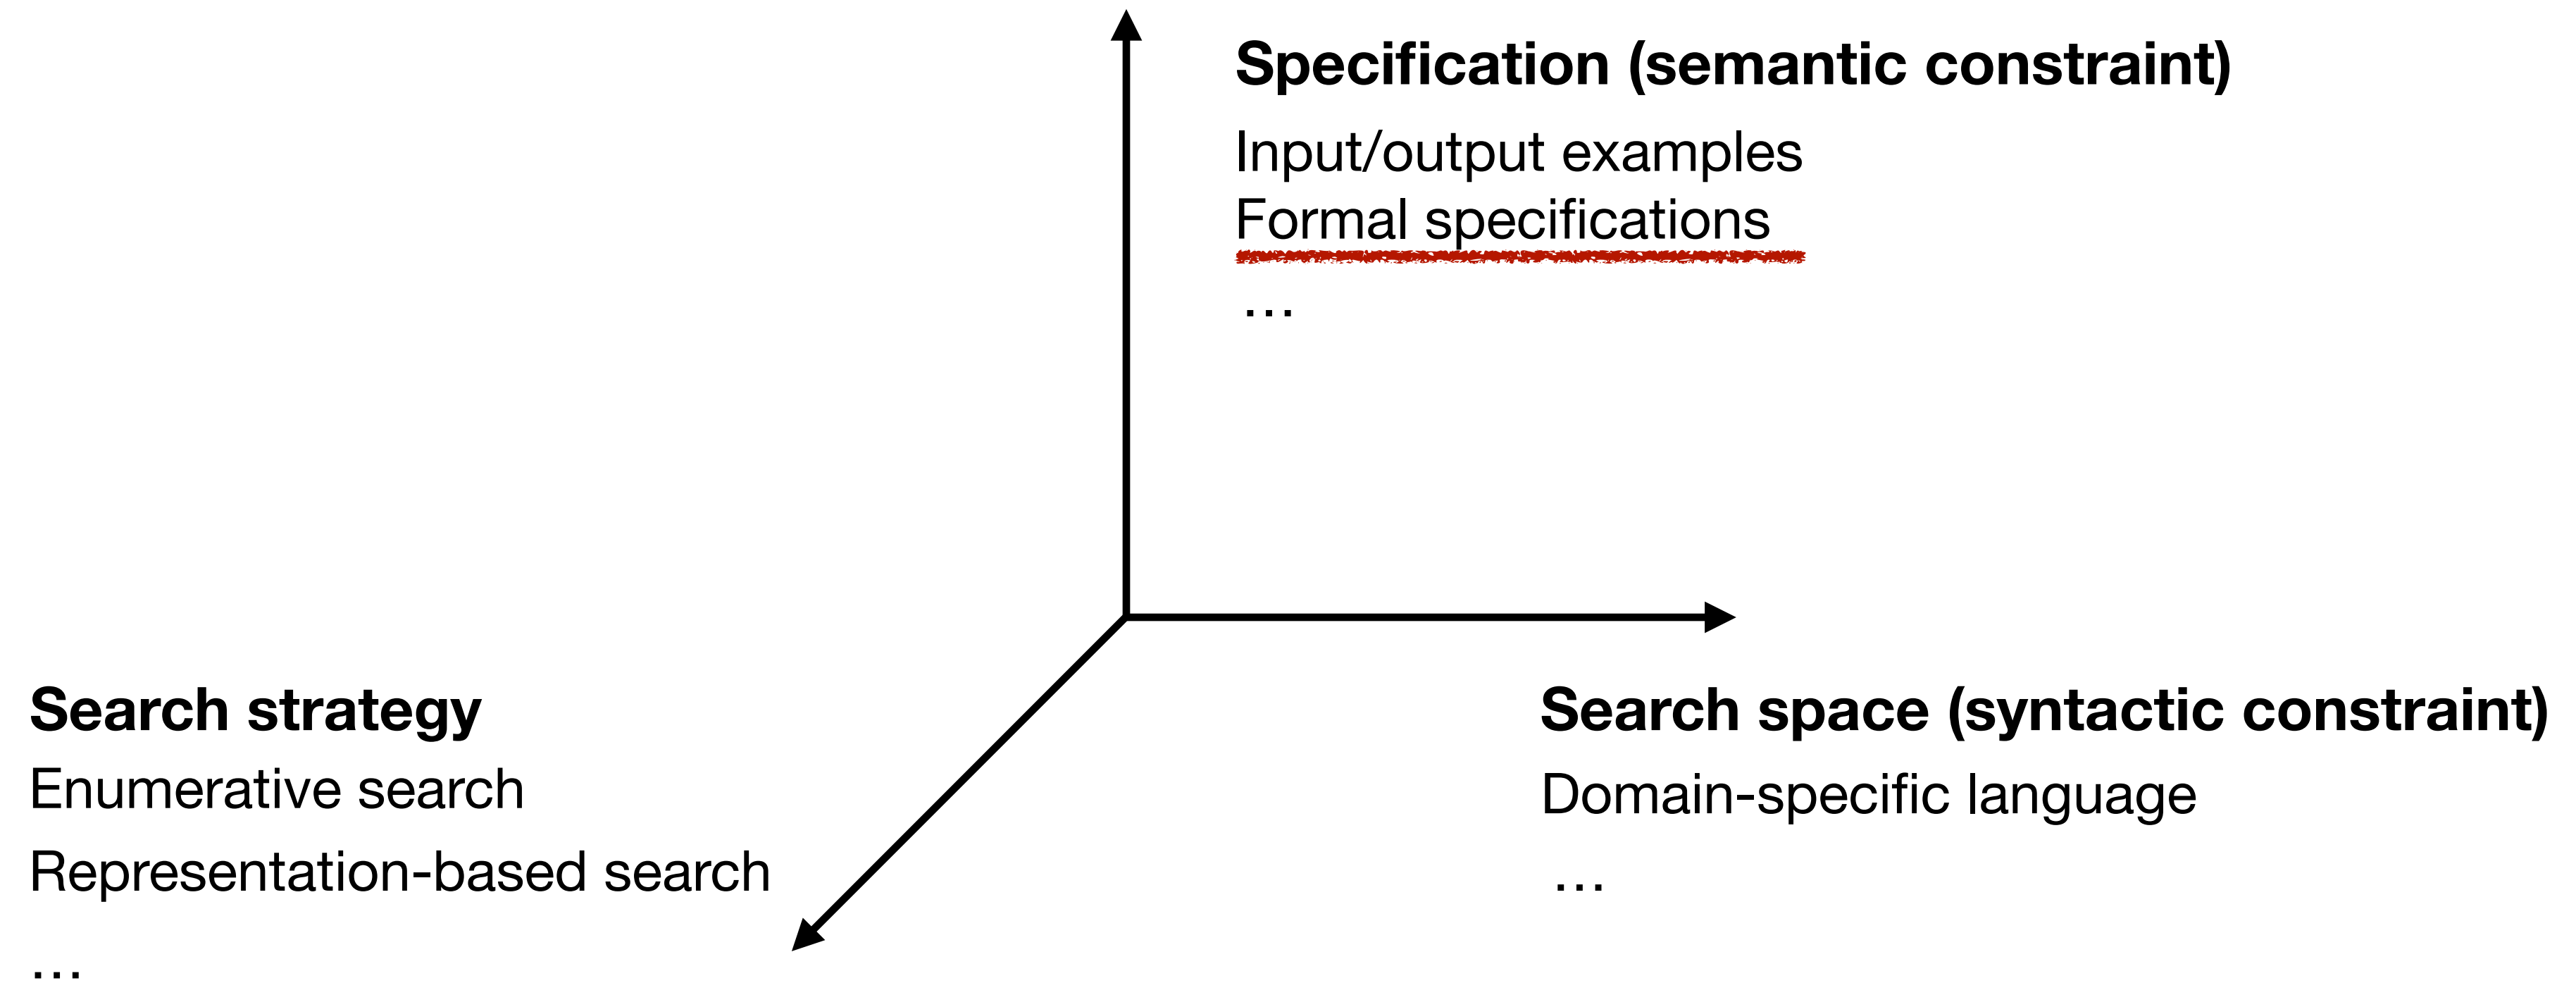 Specification (semantic constraint)
Input/output examples
Formal specifications
...
Search strategy
Enumerative search
Representation-based search
...
Search space (syntactic constraint)
Domain-specific language
...